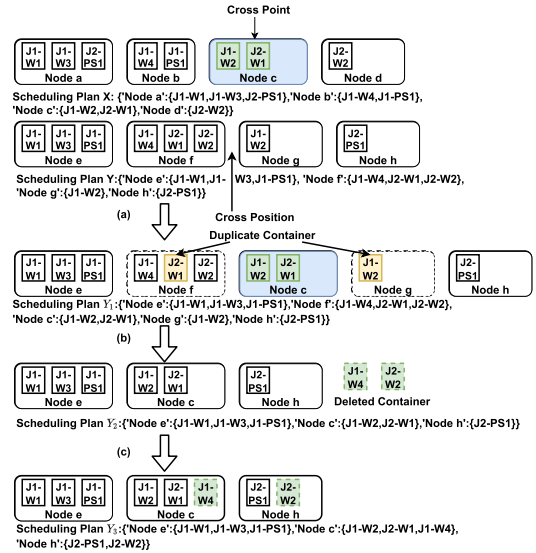 Cross Point
J1-W1 J1-W3 J2-PS1 J1-W4 J1-PS1 J1-W2 J2-W1 J2-W2
Node a Node b Node c Node d
Scheduling Plan X: {'Node a':{J1-W1,J1-W3,J2-PS1},'Node b':{J1-W4,J1-PS1},
'Node c':{J1-W2,J2-W1},'Node d':{J2-W2}}
J1-W1 J1-W3 J1-PS1 J1-W4 J2-W1 J2-W2 J1-W2 J2-PS1
Node e Node f Node g Node h
Scheduling Plan Y:{'Node e':{J1-W1,J1-W3,J1-PS1}, 'Node f':{J1-W4,J2-W1,J2-W2},
'Node g':{J1-W2},'Node h':{J2-PS1}}
(a)
Cross Position
Duplicate Container
J1-W1 J1-W3 J1-PS1 J1-W4 J2-W1 J2-W2 J1-W2 J2-W1 J1-W2 J2-PS1
Node e Node f Node c Node g Node h
Scheduling Plan Y1:{'Node e':{J1-W1,J1-W3,J1-PS1},'Node f':{J1-W4,J2-W1,J2-W2},
'Node c':{J1-W2,J2-W1},'Node g':{J1-W2},'Node h':{J2-PS1}}
(b)
J1-W1 J1-W3 J1-PS1 J1-W2 J2-W1 J2-PS1 J1-W4 J2-W2
Node e Node c Node h Deleted Container
Scheduling Plan Y2:{'Node e':{J1-W1,J1-W3,J1-PS1},'Node c':{J1-W2,J2-W1},'Node h':{J2-PS1}}
(c)
J1-W1 J1-W3 J1-PS1 J1-W2 J2-W1 J1-W4 J2-PS1 J2-W2
Node e Node c Node h
Scheduling Plan Y3:{'Node e':{J1-W1,J1-W3,J1-PS1},'Node c':{J1-W2,J2-W1,J1-W4},
'Node h':{J2-PS1,J2-W2}}